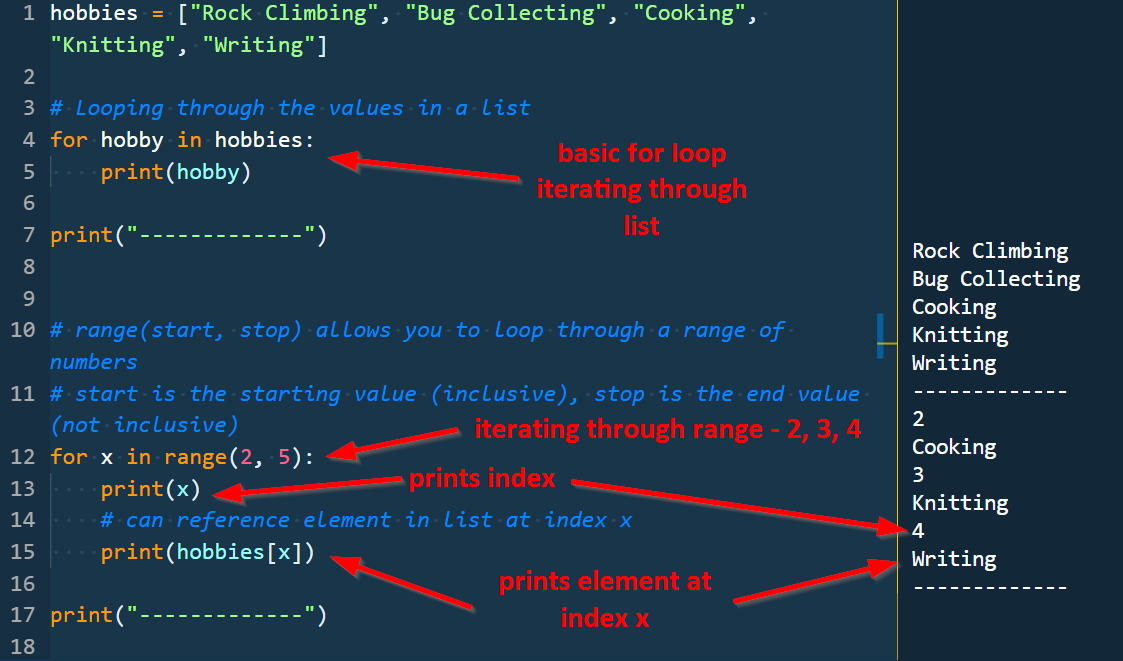 1 hobbies = ["Rock Climbing", "Bug Collecting", "Cooking",
"Knitting", "Writing"]
2
3 # Looping through the values in a list
4 for hobby in hobbies:
5     print(hobby)
6
7 print("-------------")
8
9
10 # range(start, stop) allows you to loop through a range of
numbers
11 # start is the starting value (inclusive), stop is the end value
(not inclusive)
12 for x in range(2, 5):
13     print(x)
14     # can reference element in list at index x
15     print(hobbies[x])
16
17 print("-------------")
18
basic for loop
iterating through
list
iterating through range - 2, 3, 4
prints index
prints element at
index x
Rock Climbing
Bug Collecting
Cooking
Knitting
Writing
-------------
2
Cooking
3
Knitting
4
Writing
-------------